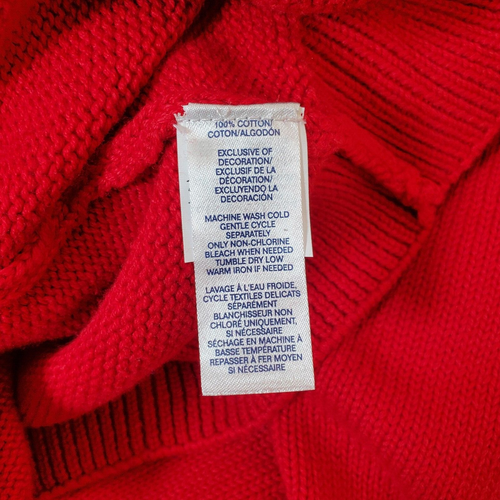 100% COTTON/
COTON/ALGODÓN
EXCLUSIVE OF
DECORATION/
EXCLUSIF DE LA
DÉCORATION/
EXCLUYENDO LA
DECORACIÓN
MACHINE WASH COLD
GENTLE CYCLE
SEPARATELY
ONLY NON-CHLORINE
BLEACH WHEN NEEDED
TUMBLE DRY LOW
WARM IRON IF NEEDED
LAVAGE À L'EAU FROIDE,
CYCLE TEXTILES DELICATS
SÉPARÉMENT
BLANCHISSEUR NON
CHLORÉ UNIQUEMENT,
SI NÉCESSAIRE
SÉCHAGE EN MACHINE À
BASSE TEMPÉRATURE
REPASSER À FER MOYEN
SI NÉCESSAIRE